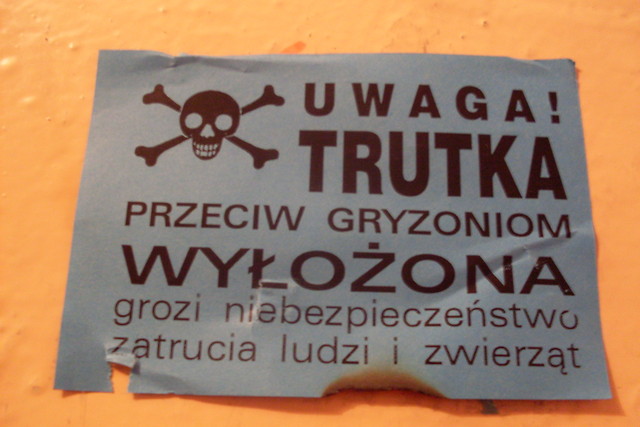 UWAGA!
TRUTKA
PRZECIW GRYZONIOM
WYŁOŻONA
grozi niebezpieczeństwo
zatrucia ludzi i zwierząt